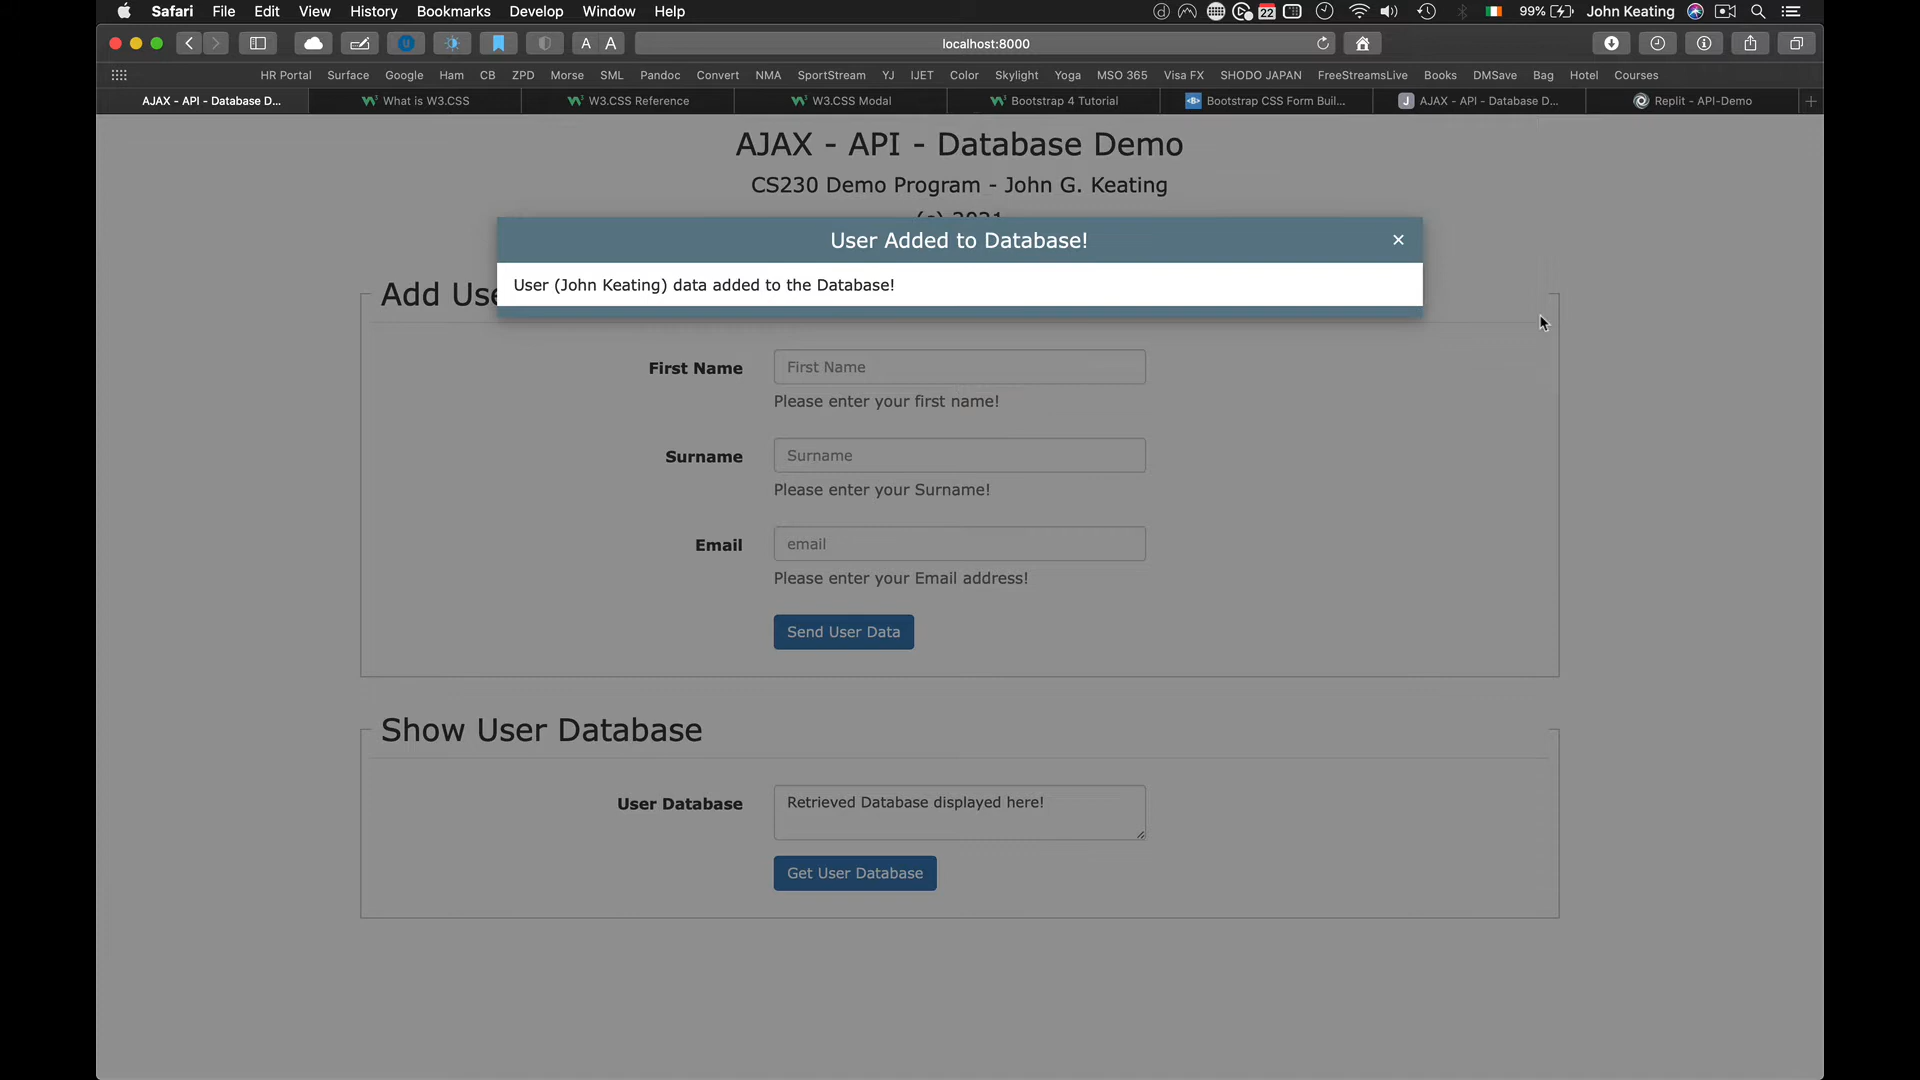 Safari File Edit View History Bookmarks Develop Window Help 22 99% John Keating
A A localhost:8000
HR Portal Surface Google Ham CB ZPD Morse SML Pandoc Convert NMA SportStream YJ IJET Color Skylight Yoga MSO 365 Visa FX SHODO JAPAN FreeStreamsLive Books DMSave Bag Hotel Courses
AJAX - API - Database D... What is W3.CSS W3.CSS Reference W3.CSS Modal Bootstrap 4 Tutorial Bootstrap CSS Form Buil... J AJAX - API - Database D... Replit - API-Demo
AJAX - API - Database Demo
CS230 Demo Program - John G. Keating
(c) 2021
User Added to Database! ×
User (John Keating) data added to the Database!
Add Use
First Name First Name
Please enter your first name!
Surname Surname
Please enter your Surname!
Email email
Please enter your Email address!
Send User Data
Show User Database
User Database Retrieved Database displayed here!
Get User Database